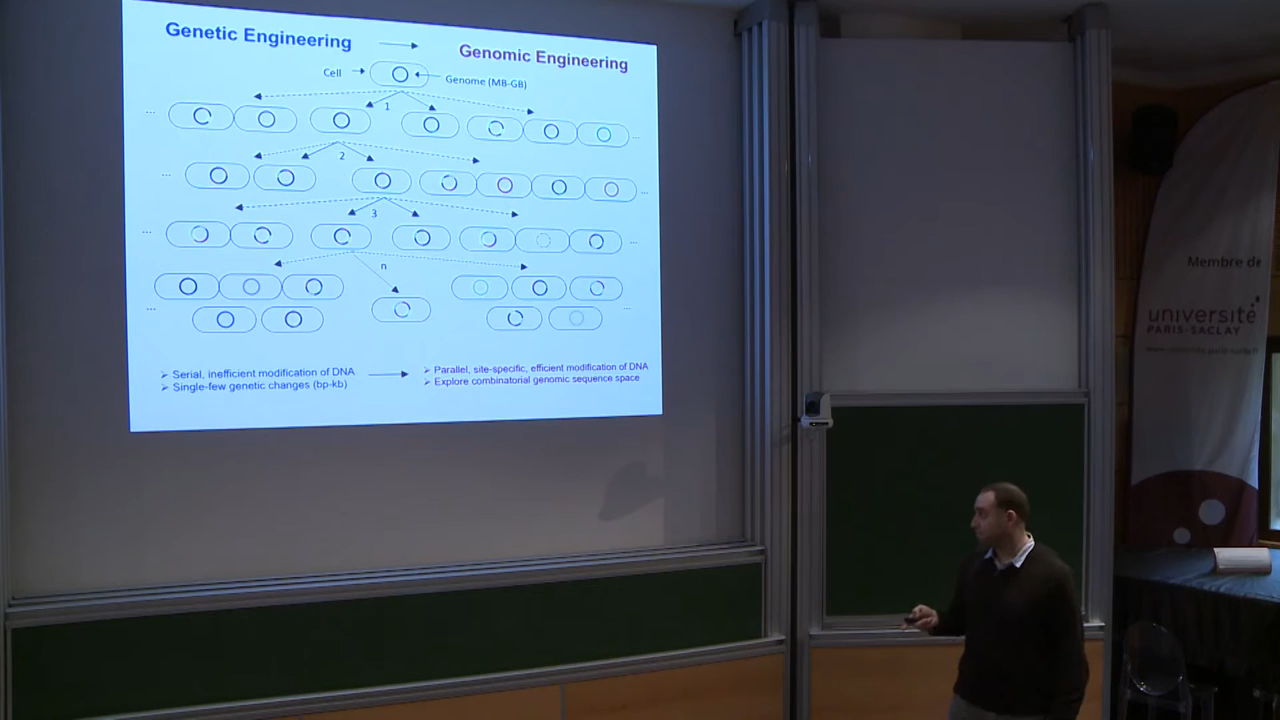 Genetic Engineering
Genomic Engineering
Cell
Genome (MB-GB)
...
1
...
...
2
...
...
3
...
n
...
...
➢ Serial, inefficient modification of DNA
➢ Single-few genetic changes (bp-kb)
➢ Parallel, site-specific, efficient modification of DNA
➢ Explore combinatorial genomic sequence space
Membre de
université
PARIS-SACLAY